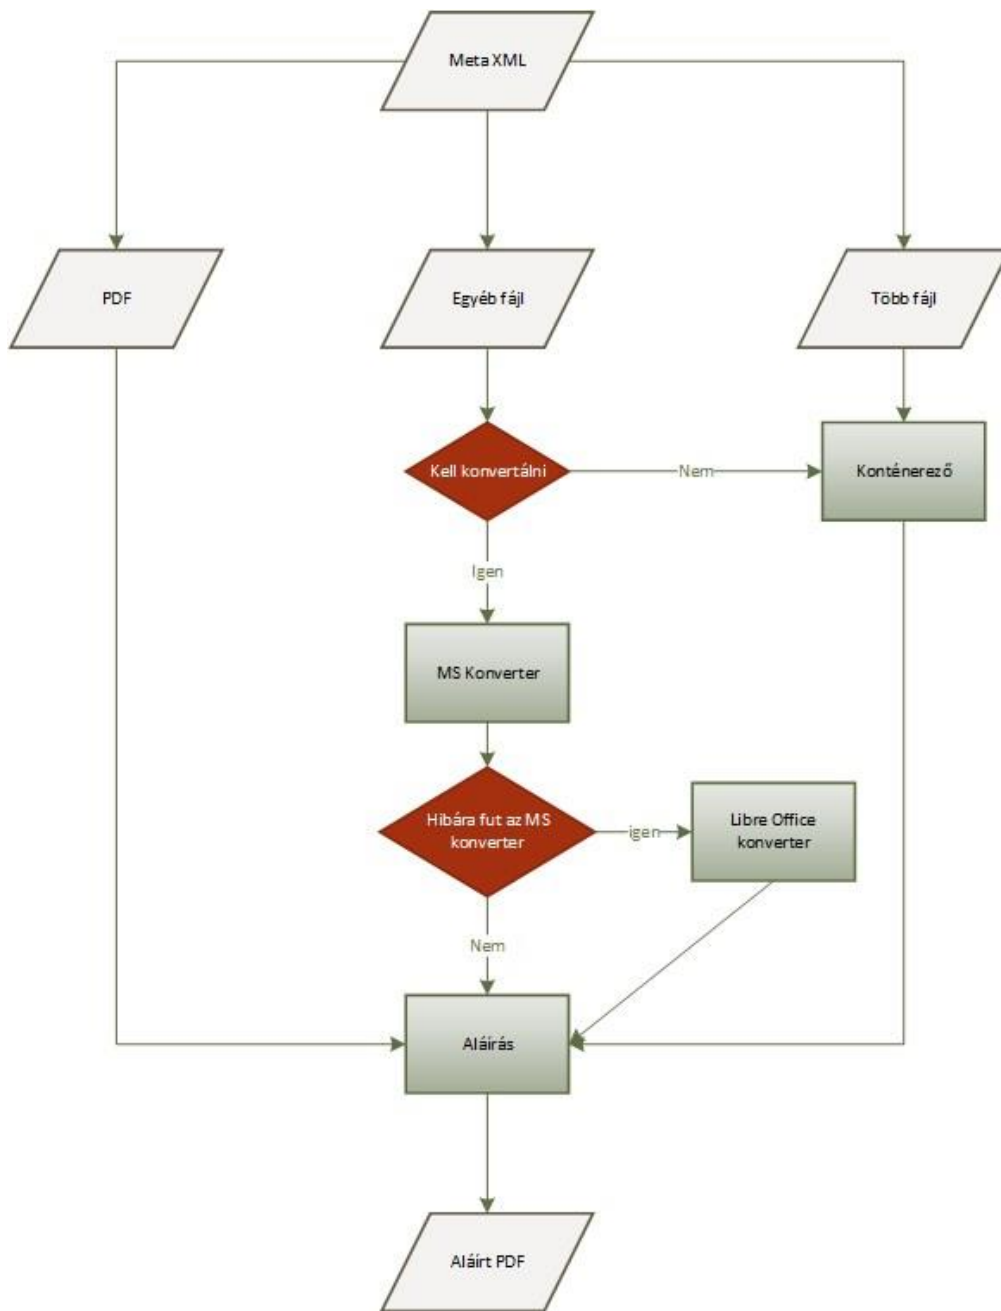 Meta XML
PDF
Egyéb fájl
Több fájl
Kell konvertálni
Nem
Konténerező
Igen
MS Konverter
Hibára fut az MS
konverter
igen
Libre Office
konverter
Nem
Aláírás
Aláírt PDF